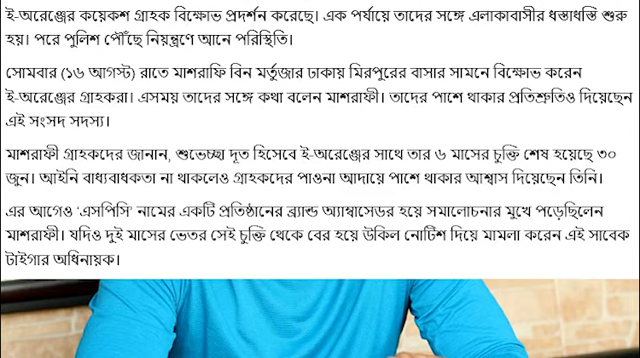 ই-অরেঞ্জের কয়েকশ গ্রাহক বিক্ষোভ প্রদর্শন করেছে। এক পর্যায়ে তাদের সঙ্গে এলাকাবাসীর ধস্তাধস্তি শুরু
হয়। পরে পুলিশ পৌঁছে নিয়ন্ত্রণে আনে পরিস্থিতি।
সোমবার (১৬ আগস্ট) রাতে মাশরাফি বিন মর্তুজার ঢাকায় মিরপুরের বাসার সামনে বিক্ষোভ করেন
ই-অরেঞ্জের গ্রাহকরা। এসময় তাদের সঙ্গে কথা বলেন মাশরাফী। তাদের পাশে থাকার প্রতিশ্রুতিও দিয়েছেন
এই সংসদ সদস্য।
মাশরাফী গ্রাহকদের জানান, শুভেচ্ছা দূত হিসেবে ই-অরেঞ্জের সাথে তার ৬ মাসের চুক্তি শেষ হয়েছে ৩০
জুন। আইনি বাধ্যবাধকতা না থাকলেও গ্রাহকদের পাওনা আদায়ে পাশে থাকার আশ্বাস দিয়েছেন তিনি।
এর আগেও ‘এসপিসি’ নামের একটি প্রতিষ্ঠানের ব্র্যান্ড অ্যাম্বাসেডর হয়ে সমালোচনার মুখে পড়েছিলেন
মাশরাফী। যদিও দুই মাসের ভেতর সেই চুক্তি থেকে বের হয়ে উকিল নোটিশ দিয়ে মামলা করেন এই সাবেক
টাইগার অধিনায়ক।